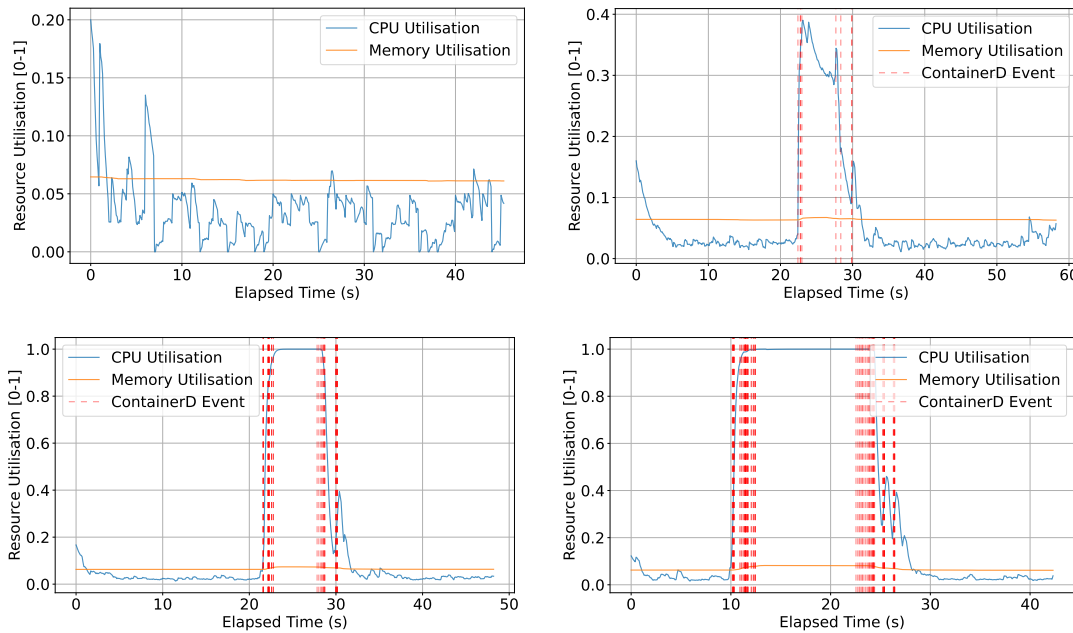 CPU Utilisation
Memory Utilisation
Resource Utilisation [0-1]
0.20
0.15
0.10
0.05
0.00
0 10 20 30 40
Elapsed Time (s)
CPU Utilisation
Memory Utilisation
ContainerD Event
Resource Utilisation [0-1]
0.4
0.3
0.2
0.1
0.0
0 10 20 30 40 50 60
Elapsed Time (s)
CPU Utilisation
Memory Utilisation
ContainerD Event
Resource Utilisation [0-1]
1.0
0.8
0.6
0.4
0.2
0.0
0 10 20 30 40 50
Elapsed Time (s)
CPU Utilisation
Memory Utilisation
ContainerD Event
Resource Utilisation [0-1]
1.0
0.8
0.6
0.4
0.2
0.0
0 10 20 30 40
Elapsed Time (s)